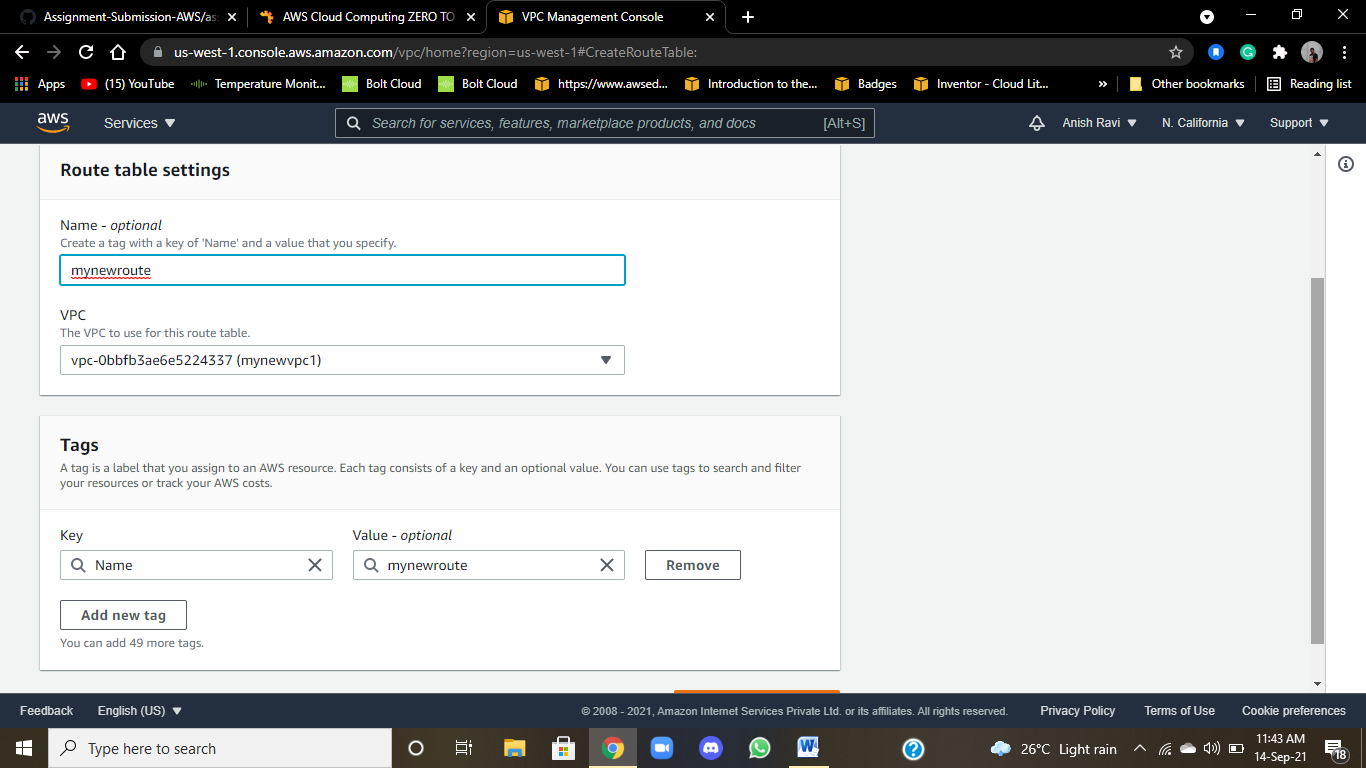 Assignment-Submission-AWS/as
AWS Cloud Computing ZERO TO
VPC Management Console
us-west-1.console.aws.amazon.com/vpc/home?region=us-west-1#CreateRouteTable:
Apps
(15) YouTube
Temperature Monit...
Bolt Cloud
Bolt Cloud
https://www.awsed...
Introduction to the...
Badges
Inventor - Cloud Lit...
»
Other bookmarks
Reading list
aws
Services
Search for services, features, marketplace products, and docs
[Alt+S]
Anish Ravi
N. California
Support
Route table settings
Name - optional
Create a tag with a key of 'Name' and a value that you specify.
mynewroute
VPC
The VPC to use for this route table.
vpc-0bbfb3ae6e5224337 (mynewvpc1)
Tags
A tag is a label that you assign to an AWS resource. Each tag consists of a key and an optional value. You can use tags to search and filter
your resources or track your AWS costs.
Key
Value - optional
Name
mynewroute
Remove
Add new tag
You can add 49 more tags.
Feedback
English (US)
© 2008 - 2021, Amazon Internet Services Private Ltd. or its affiliates. All rights reserved.
Privacy Policy
Terms of Use
Cookie preferences
Type here to search
26°C Light rain
11:43 AM
14-Sep-21
18